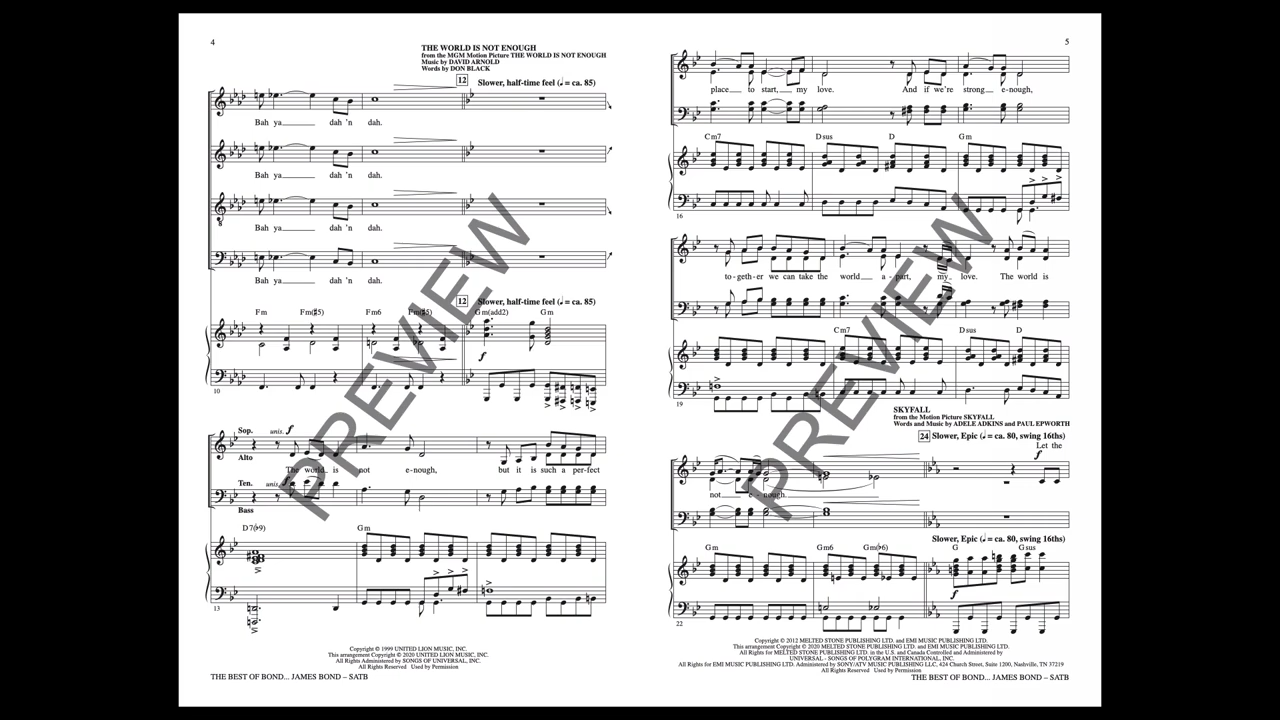 4
THE WORLD IS NOT ENOUGH
from the MGM Motion Picture THE WORLD IS NOT ENOUGH
Music by DAVID ARNOLD
Words by DON BLACK
12 Slower, half-time feel (♩ = ca. 85)
Bah ya dah 'n dah.
Bah ya dah 'n dah.
8
Bah ya dah 'n dah.
Bah ya dah 'n dah.
12 Slower, half-time feel (♩ = ca. 85)
Fm Fm(♯5) Fm6 Fm(♯5) Gm(add2) Gm
f
10
Sop. unis. f
Alto
The world is not e-nough, but it is such a per-fect
Ten. unis.
Bass
D7(♭9) Gm
13
Copyright © 1999 UNITED LION MUSIC, INC.
This arrangement Copyright © 2020 UNITED LION MUSIC, INC.
All Rights Administered by SONGS OF UNIVERSAL, INC.
All Rights Reserved Used by Permission
THE BEST OF BOND... JAMES BOND – SATB
PREVIEW
5
place to start, my love. And if we're strong e-nough,
Cm7 Dsus D Gm
16
to-geth-er we can take the world a-part, my love. The world is
Cm7 Dsus D
19
SKYFALL
from the Motion Picture SKYFALL
Words and Music by ADELE ADKINS and PAUL EPWORTH
24 Slower, Epic (♩ = ca. 80, swing 16ths)
Let the
f
not e-nough.
Slower, Epic (♩ = ca. 80, swing 16ths)
Gm Gm6 Gm(♭6) G Gsus
f
22
Copyright © 2012 MELTED STONE PUBLISHING LTD. and EMI MUSIC PUBLISHING LTD.
This arrangement Copyright © 2020 MELTED STONE PUBLISHING LTD. and EMI MUSIC PUBLISHING LTD.
All Rights for MELTED STONE PUBLISHING LTD. in the U.S. and Canada Controlled and Administered by
UNIVERSAL - SONGS OF POLYGRAM INTERNATIONAL, INC.
All Rights for EMI MUSIC PUBLISHING LTD. Administered by SONY/ATV MUSIC PUBLISHING LLC, 424 Church Street, Suite 1200, Nashville, TN 37219
All Rights Reserved Used by Permission
THE BEST OF BOND... JAMES BOND – SATB
PREVIEW